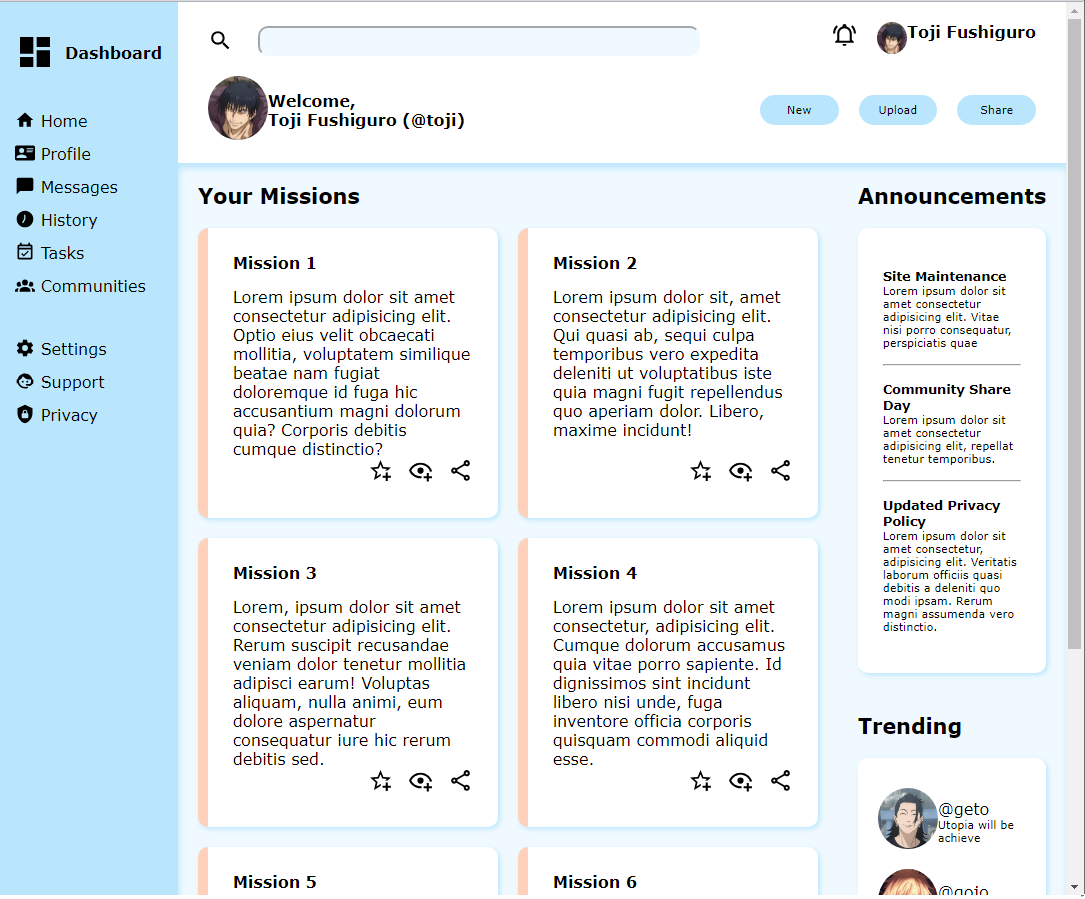 Dashboard
Home
Profile
Messages
History
Tasks
Communities
Settings
Support
Privacy
Toji Fushiguro
Welcome,
Toji Fushiguro (@toji)
New
Upload
Share
Your Missions
Mission 1
Lorem ipsum dolor sit amet
consectetur adipisicing elit.
Optio eius velit obcaecati
mollitia, voluptatem similique
beatae nam fugiat
doloremque id fuga hic
accusantium magni dolorum
quia? Corporis debitis
cumque distinctio?
Mission 2
Lorem ipsum dolor sit, amet
consectetur adipisicing elit.
Qui quasi ab, sequi culpa
temporibus vero expedita
deleniti ut voluptatibus iste
quia magni fugit repellendus
quo aperiam dolor. Libero,
maxime incidunt!
Mission 3
Lorem, ipsum dolor sit amet
consectetur adipisicing elit.
Rerum suscipit recusandae
veniam dolor tenetur mollitia
adipisci earum! Voluptas
aliquam, nulla animi, eum
dolore aspernatur
consequatur iure hic rerum
debitis sed.
Mission 4
Lorem ipsum dolor sit amet
consectetur, adipisicing elit.
Cumque dolorum accusamus
quia vitae porro sapiente. Id
dignissimos sint incidunt
libero nisi unde, fuga
inventore officia corporis
quisquam commodi aliquid
esse.
Mission 5
Mission 6
Announcements
Site Maintenance
Lorem ipsum dolor sit
amet consectetur
adipisicing elit. Vitae
nisi porro consequatur,
perspiciatis quae
Community Share
Day
Lorem ipsum dolor sit
amet consectetur
adipisicing elit, repellat
tenetur temporibus.
Updated Privacy
Policy
Lorem ipsum dolor sit
amet consectetur,
adipisicing elit. Veritatis
laborum officiis quasi
debitis a deleniti quo
modi ipsam. Rerum
magni assumenda vero
distinctio.
Trending
@geto
Utopia will be
achieve
@gojo